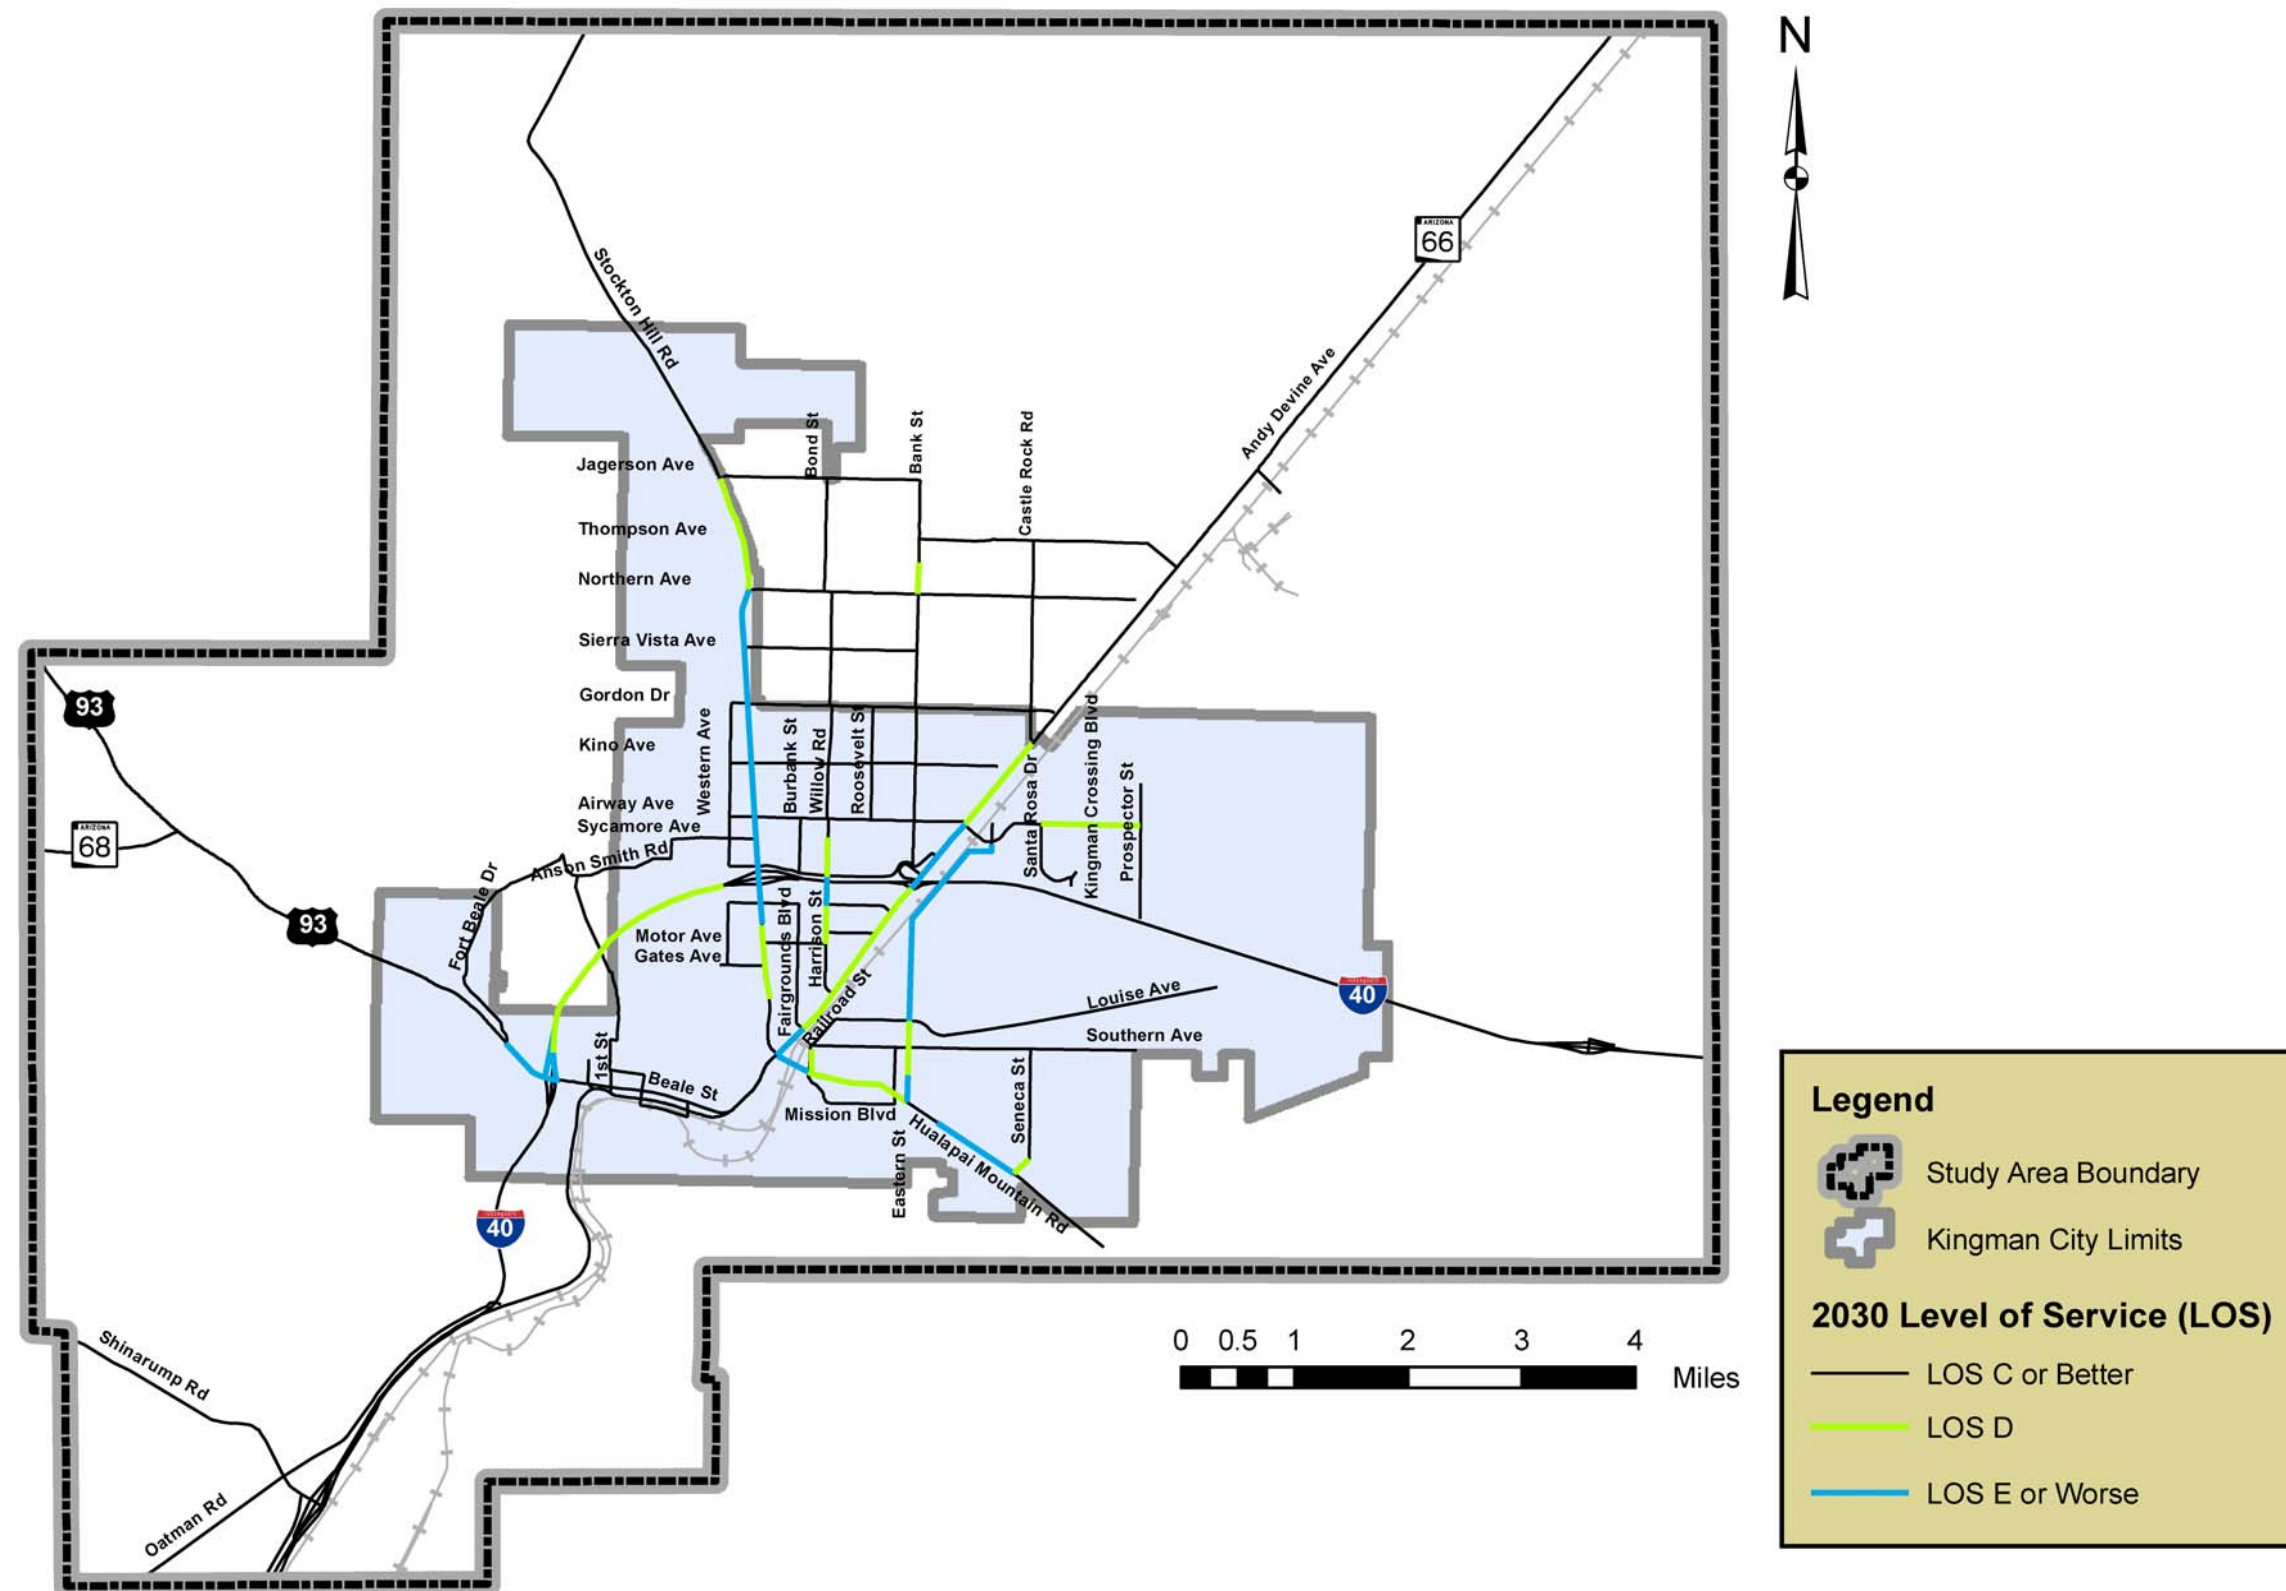 N
ARIZONA
66
Stockton Hill Rd
Andy Devine Ave
Bond St
Bank St
Castle Rock Rd
Jagerson Ave
Thompson Ave
Northern Ave
Sierra Vista Ave
93
Gordon Dr
Kino Ave
Western Ave
Burbank St
Willow Rd
Roosevelt St
Santa Rosa Dr
Kingman Crossing Blvd
Prospector St
Airway Ave
Sycamore Ave
ARIZONA
68
Anson Smith Rd
Fort Beale Dr
93
Motor Ave
Gates Ave
Fairgrounds Blvd
Harrison St
Railroad St
Louise Ave
40
Southern Ave
1st St
Beale St
Mission Blvd
Seneca St
Eastern St
Hualapai Mountain Rd
40
Shinarump Rd
Oatman Rd
0 0.5 1 2 3 4
Miles
Legend
Study Area Boundary
Kingman City Limits
2030 Level of Service (LOS)
LOS C or Better
LOS D
LOS E or Worse